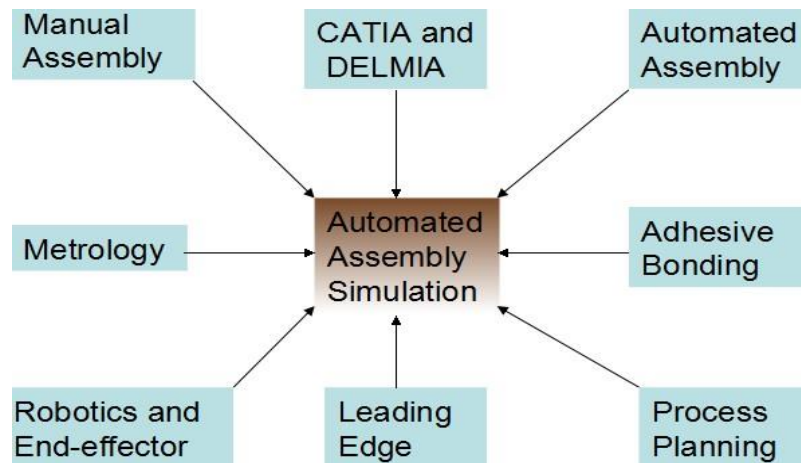 Manual
Assembly
CATIA and
DELMIA
Automated
Assembly
Metrology
Automated
Assembly
Simulation
Adhesive
Bonding
Robotics and
End-effector
Leading
Edge
Process
Planning